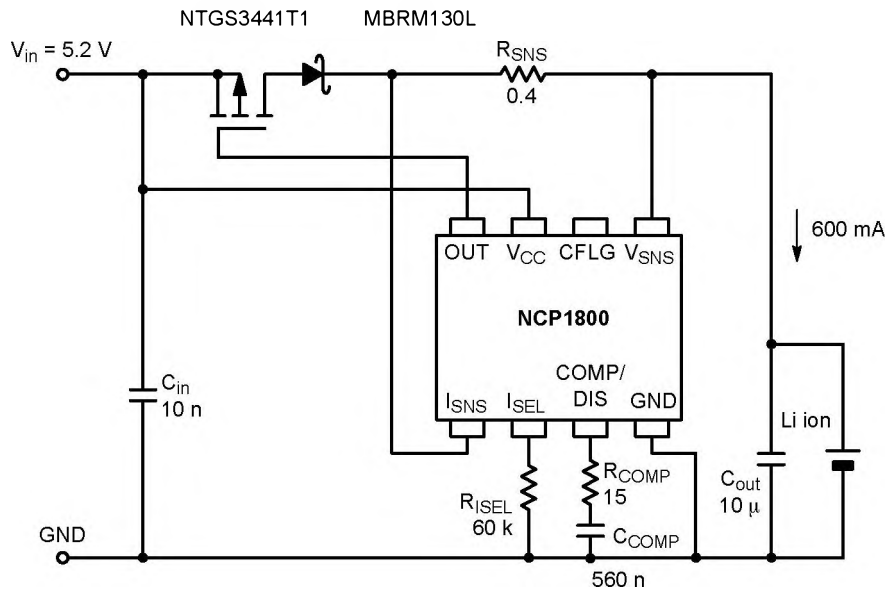 NTGS3441T1 MBRM130L
V_in = 5.2 V
R_SNS
0.4
600 mA
OUT V_CC CFLG V_SNS
NCP1800
C_in
10 n
I_SNS I_SEL COMP/
DIS GND
Li ion
R_ISEL
60 k
R_COMP
15
C_out
10 µ
GND
C_COMP
560 n